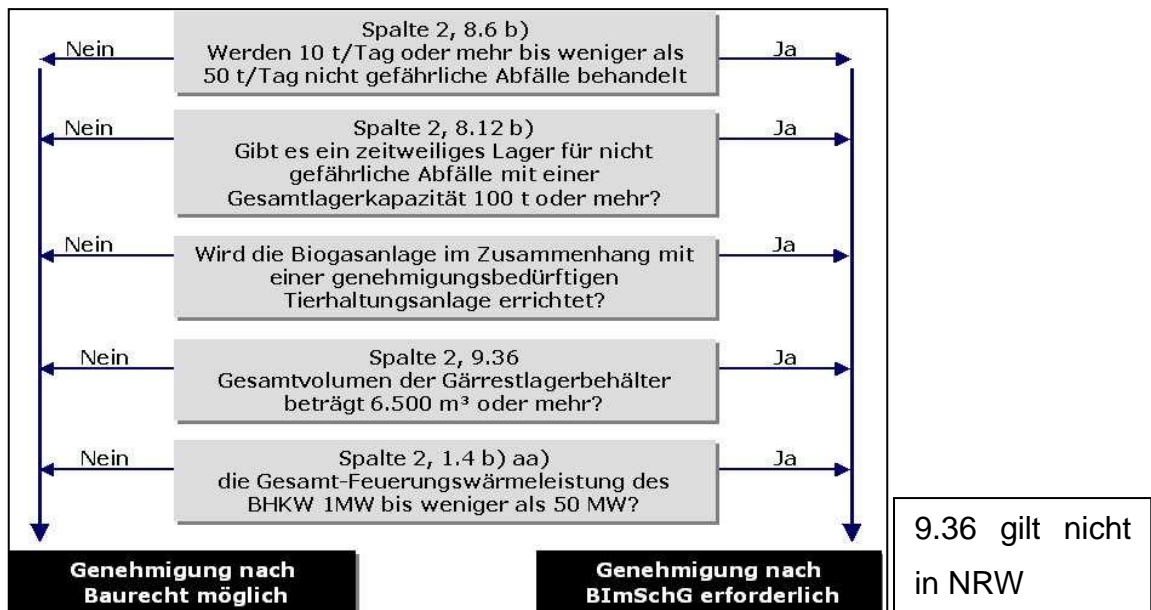 Nein
Spalte 2, 8.6 b)
Werden 10 t/Tag oder mehr bis weniger als
50 t/Tag nicht gefährliche Abfälle behandelt
Ja
Nein
Spalte 2, 8.12 b)
Gibt es ein zeitweiliges Lager für nicht
gefährliche Abfälle mit einer
Gesamtlagerkapazität 100 t oder mehr?
Ja
Nein
Wird die Biogasanlage im Zusammenhang mit
einer genehmigungsbedürftigen
Tierhaltungsanlage errichtet?
Ja
Nein
Spalte 2, 9.36
Gesamtvolumen der Gärrestlagerbehälter
beträgt 6.500 m³ oder mehr?
Ja
Nein
Spalte 2, 1.4 b) aa)
die Gesamt-Feuerungswärmeleistung des
BHKW 1MW bis weniger als 50 MW?
Ja
Genehmigung nach
Baurecht möglich
Genehmigung nach
BImSchG erforderlich
9.36 gilt nicht
in NRW